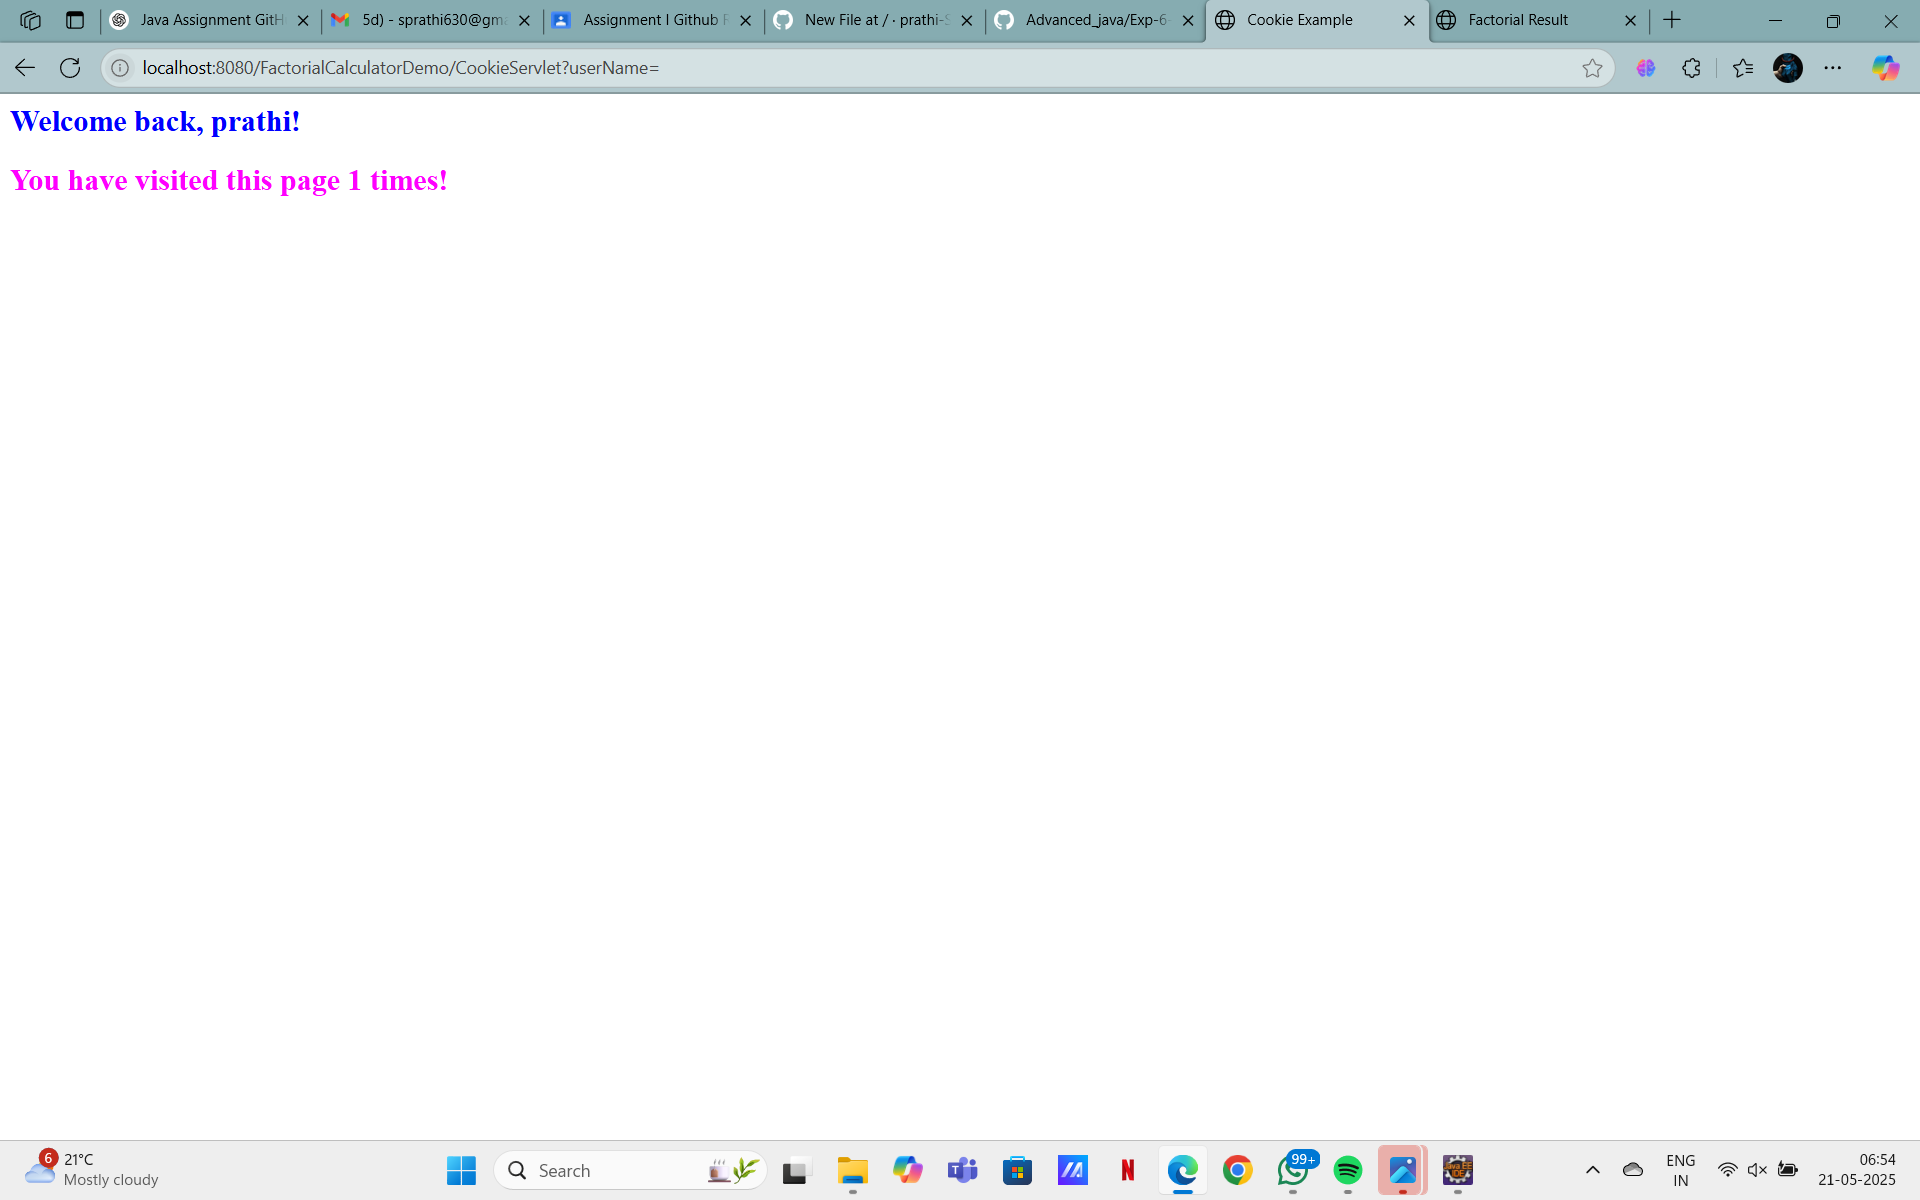 Java Assignment GitH
5d) - sprathi630@gma
Assignment I Github R
New File at / · prathi-S
Advanced_java/Exp-6-
Cookie Example
Factorial Result
localhost:8080/FactorialCalculatorDemo/CookieServlet?userName=
Welcome back, prathi!
You have visited this page 1 times!
6
21°C
Mostly cloudy
Search
99+
ENG
IN
06:54
21-05-2025